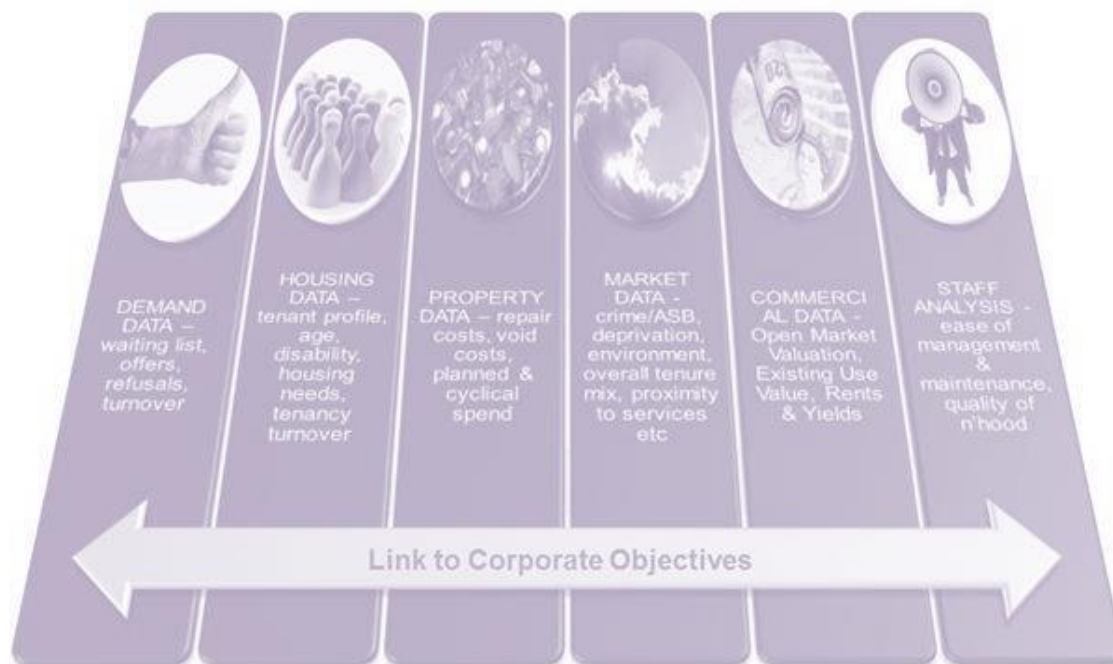 DEMAND
DATA –
waiting list,
offers,
refusals,
turnover
HOUSING
DATA –
tenant profile,
age,
disability,
housing
needs,
tenancy
turnover
PROPERTY
DATA – repair
costs, void
costs,
planned &
cyclical
spend
MARKET
DATA -
crime/ASB,
deprivation,
environment,
overall tenure
mix, proximity
to services
etc
COMMERCI
AL DATA -
Open Market
Valuation,
Existing Use
Value, Rents
& Yields
STAFF
ANALYSIS -
ease of
management
&
maintenance,
quality of
n'hood
Link to Corporate Objectives